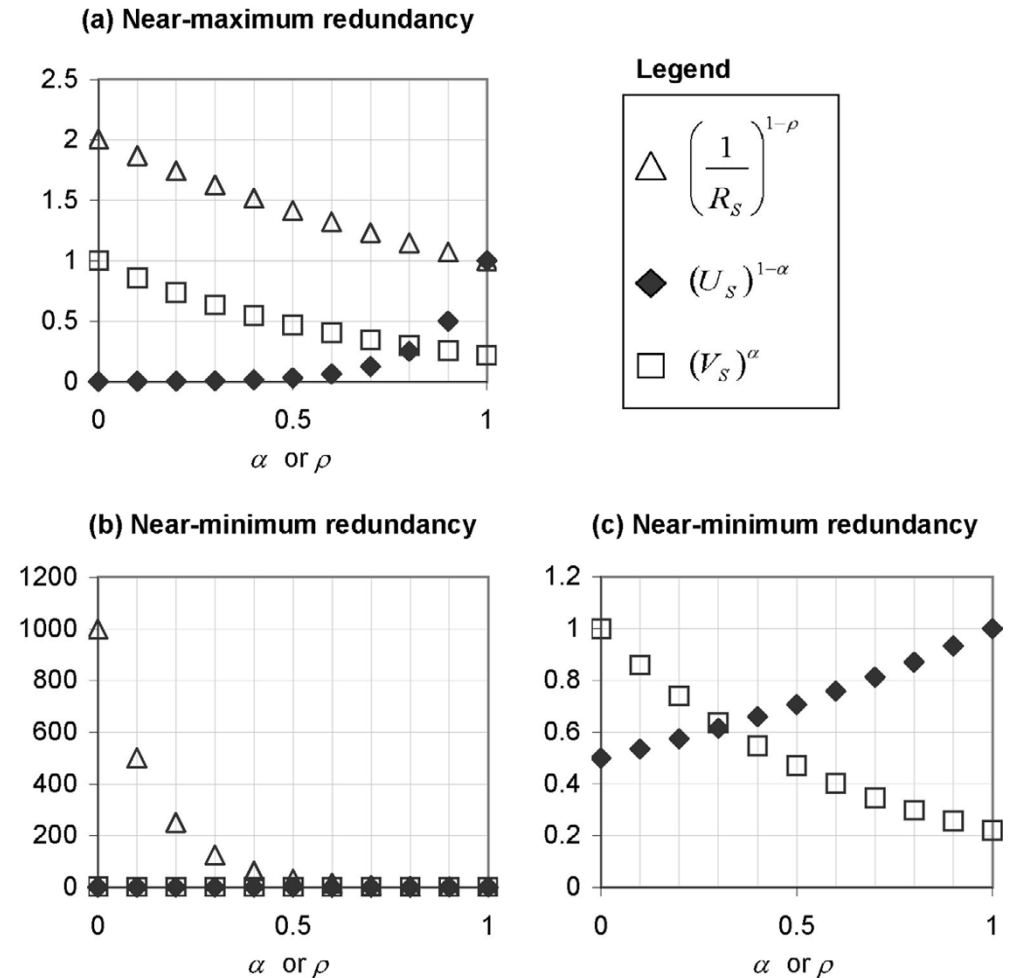 (a) Near-maximum redundancy
2.5
2
1.5
1
0.5
0
0 0.5 1
α or ρ
Legend
△ (1/R_S)^{1−ρ}
◆ (U_S)^{1−α}
□ (V_S)^α
(b) Near-minimum redundancy
1200
1000
800
600
400
200
0
0 0.5 1
α or ρ
(c) Near-minimum redundancy
1.2
1
0.8
0.6
0.4
0.2
0
0 0.5 1
α or ρ